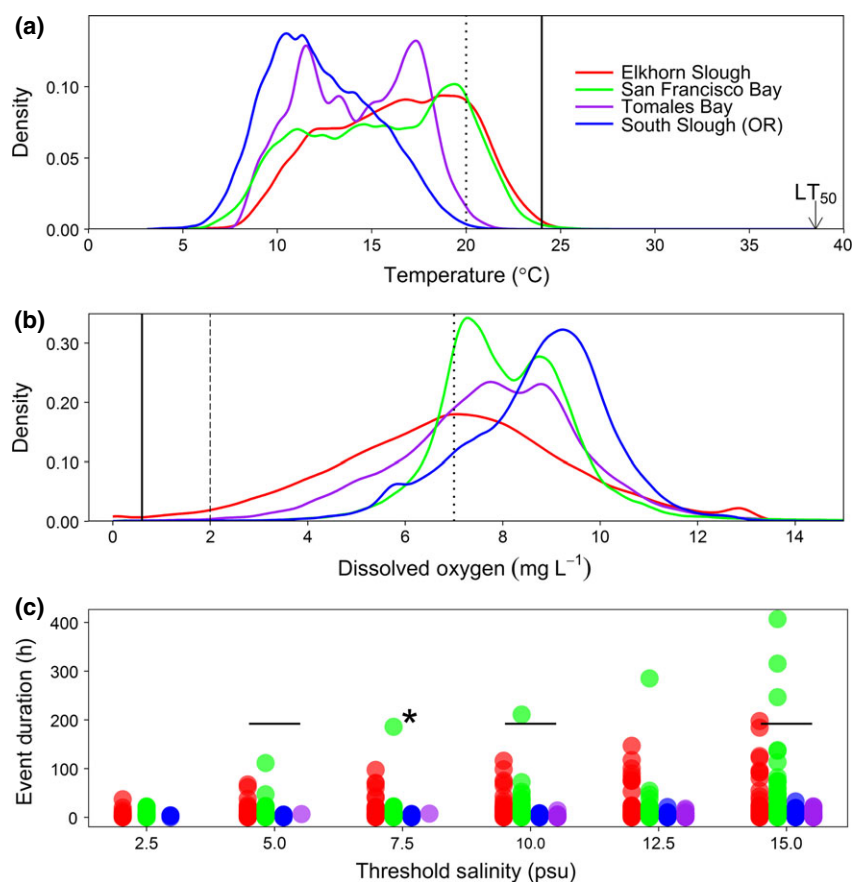 (a)
0.10
0.05
0.00
Density
Elkhorn Slough
San Francisco Bay
Tomales Bay
South Slough (OR)
LT50
0 5 10 15 20 25 30 35 40
Temperature (°C)
(b)
0.30
0.20
0.10
0.00
Density
0 2 4 6 8 10 12 14
Dissolved oxygen (mg L−1)
(c)
400
300
200
100
0
Event duration (h)
*
2.5 5.0 7.5 10.0 12.5 15.0
Threshold salinity (psu)